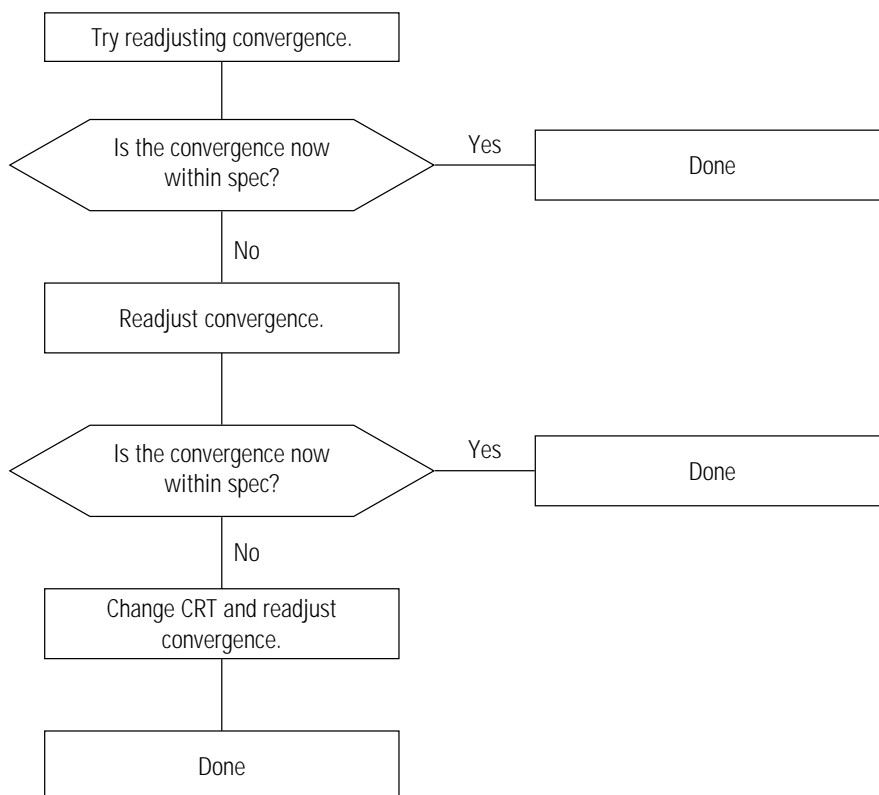 Try readjusting convergence.
Is the convergence now
within spec?
Yes
Done
No
Readjust convergence.
Is the convergence now
within spec?
Yes
Done
No
Change CRT and readjust
convergence.
Done